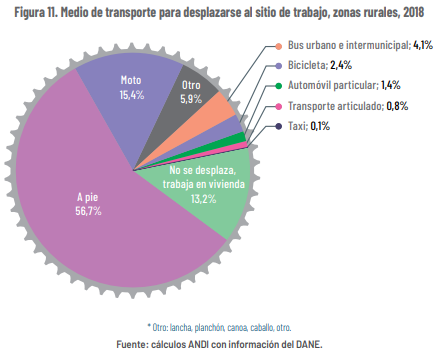 Figura 11. Medio de transporte para desplazarse al sitio de trabajo, zonas rurales, 2018
Bus urbano e intermunicipal; 4,1%
Bicicleta; 2,4%
Automóvil particular; 1,4%
Transporte articulado; 0,8%
Taxi; 0,1%
Moto
15,4%
Otro
5,9%
No se desplaza,
trabaja en vivienda
13,2%
A pie
56,7%
* Otro: lancha, planchón, canoa, caballo, otro.
Fuente: cálculos ANDI con información del DANE.